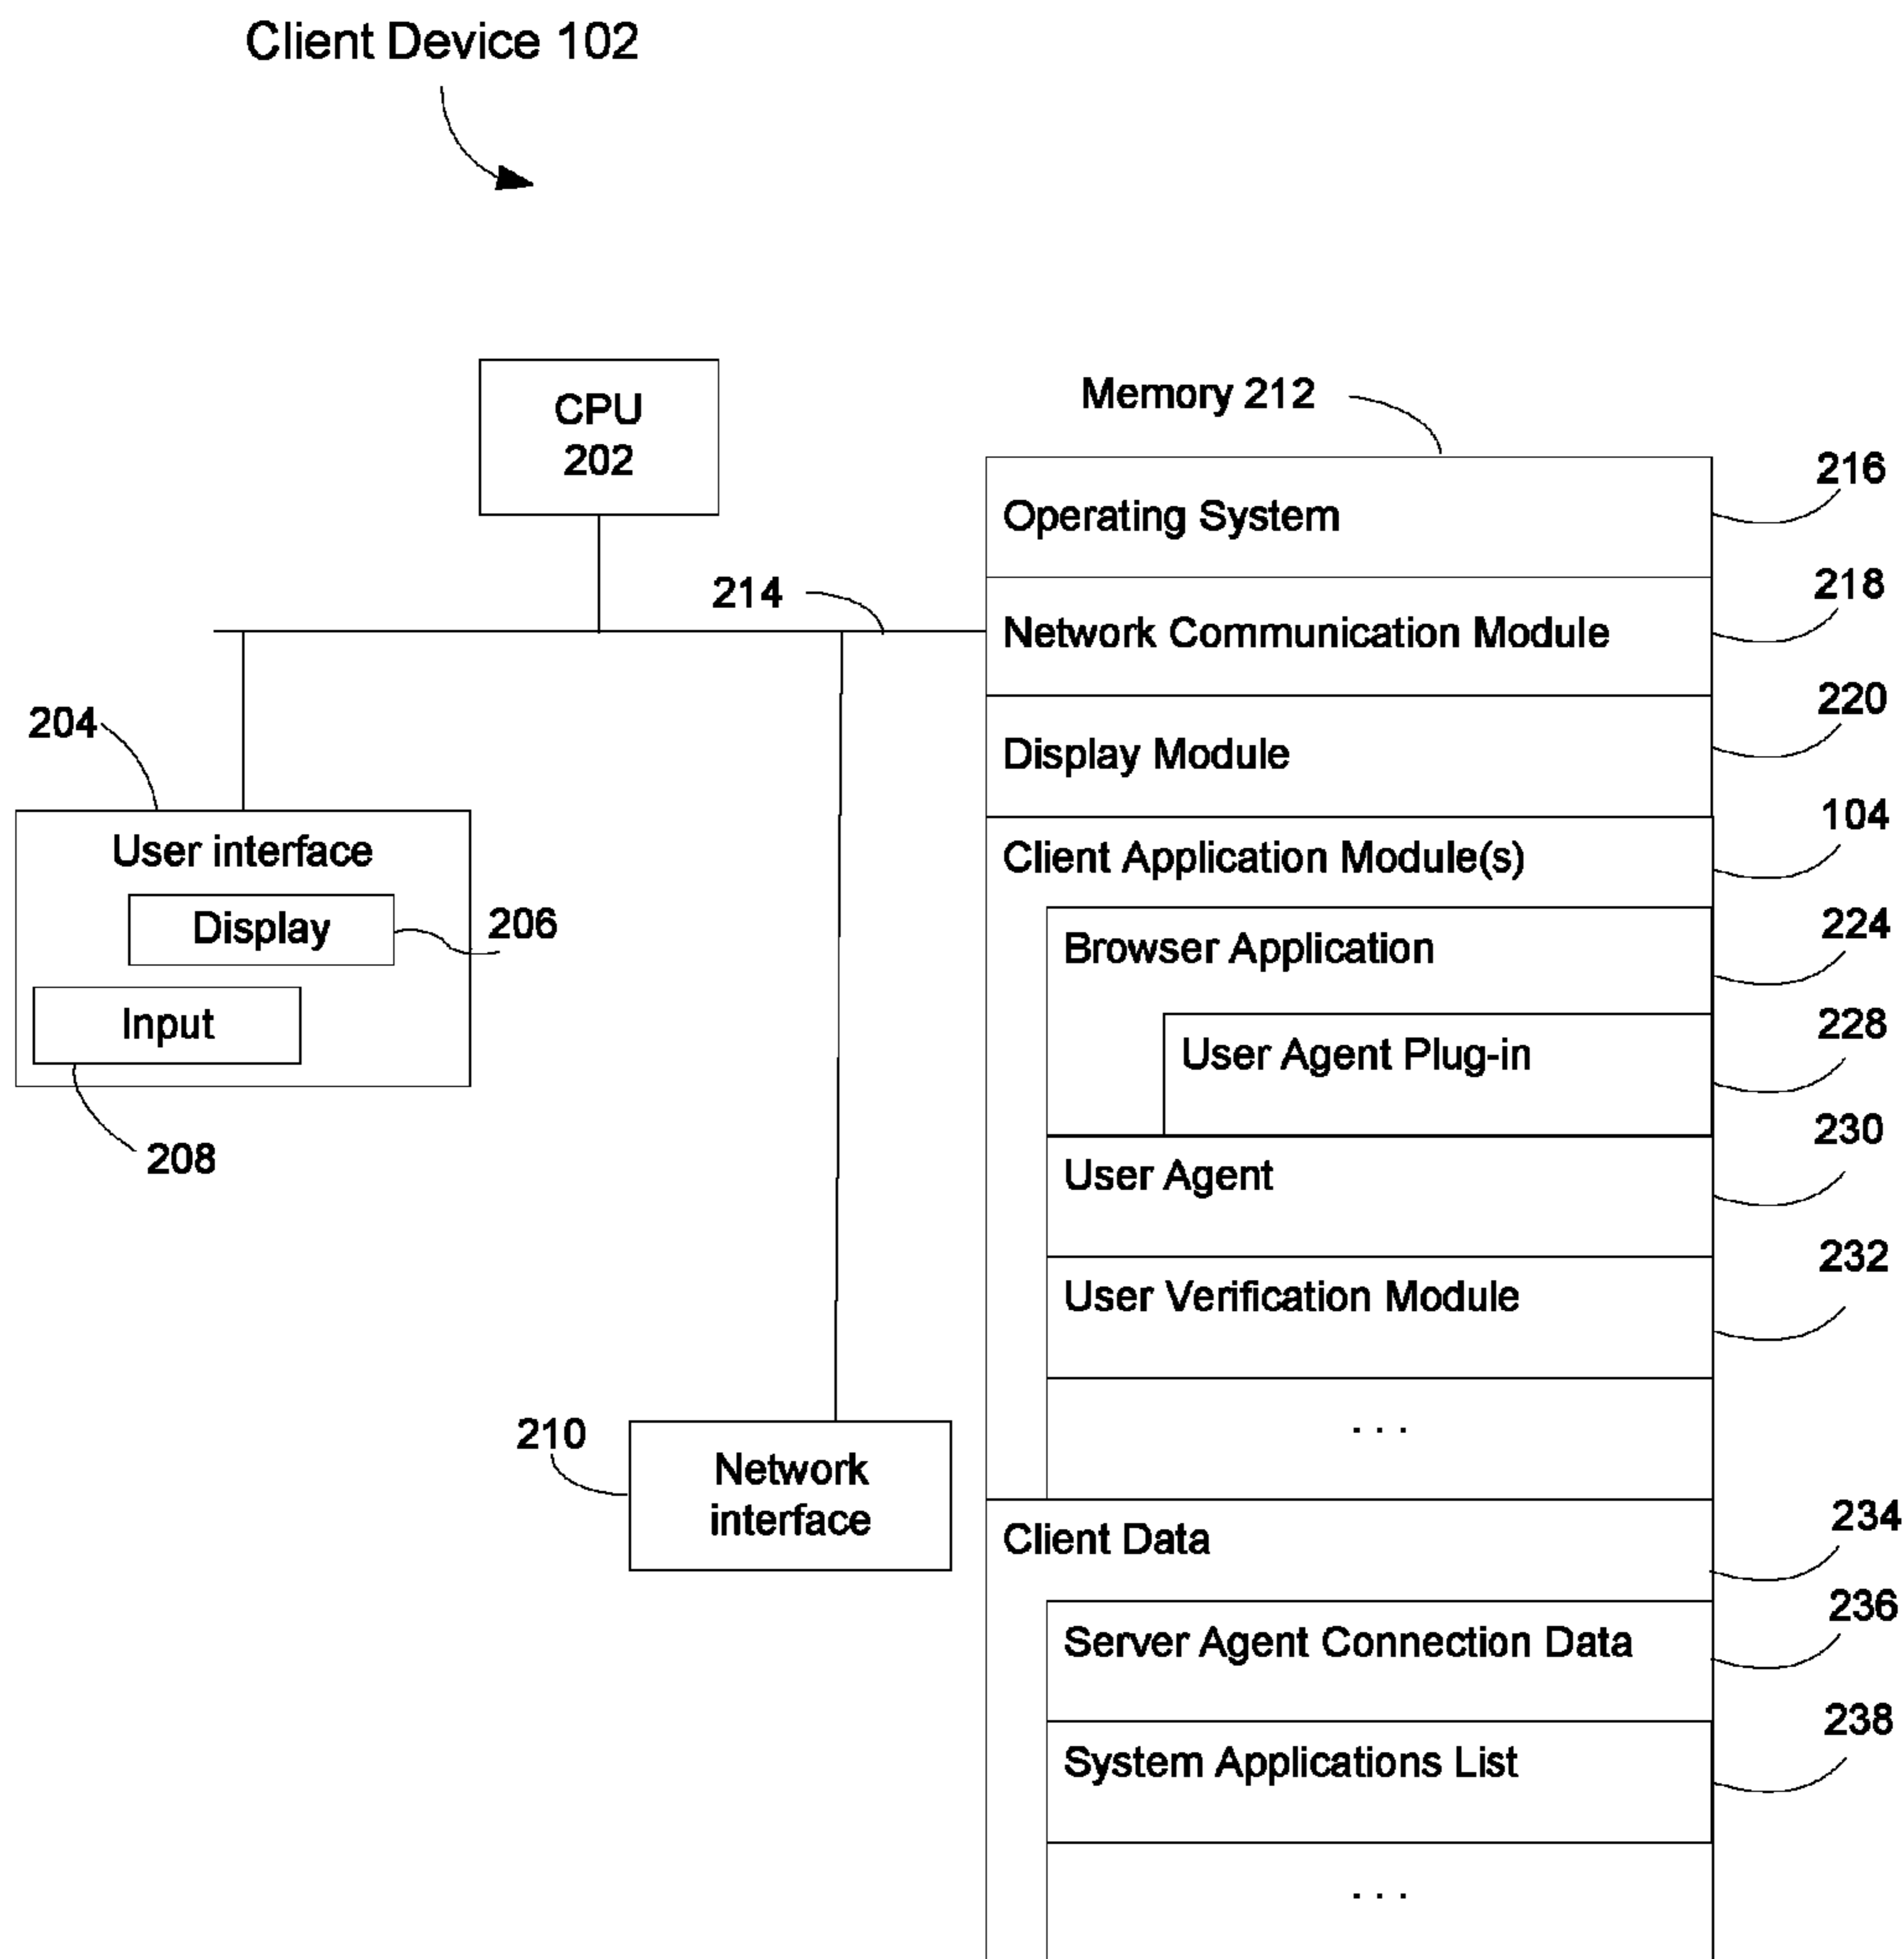 Client Device 102
CPU
202
Memory 212
216
Operating System
214
218
Network Communication Module
204
220
Display Module
User interface
Display
206
Input
208
104
Client Application Module(s)
224
Browser Application
228
User Agent Plug-in
230
User Agent
232
User Verification Module
. . .
210
Network
interface
234
Client Data
236
Server Agent Connection Data
238
System Applications List
. . .